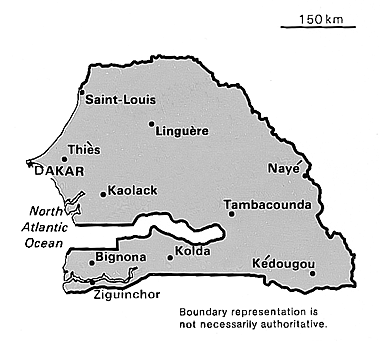 150 km
Saint-Louis
Linguère
Thiès
DAKAR
Nayé
Kaolack
Tambacounda
North
Atlantic
Ocean
Bignona
Kolda
Kédougou
Ziguinchor
Boundary representation is
not necessarily authoritative.